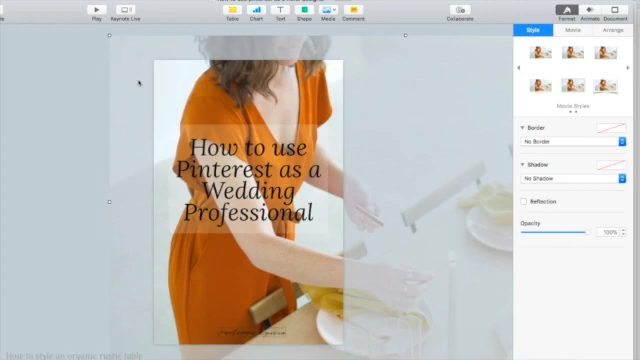 Play
Keynote Live
Table
Chart
Text
Shape
Media
Comment
Collaborate
Format
Animate
Document
Style
Movie
Arrange
Movie Styles
Border
No Border
Shadow
No Shadow
Reflection
Opacity
100%
How to use
Pinterest as a
Wedding
Professional
How to style an organic rustic table